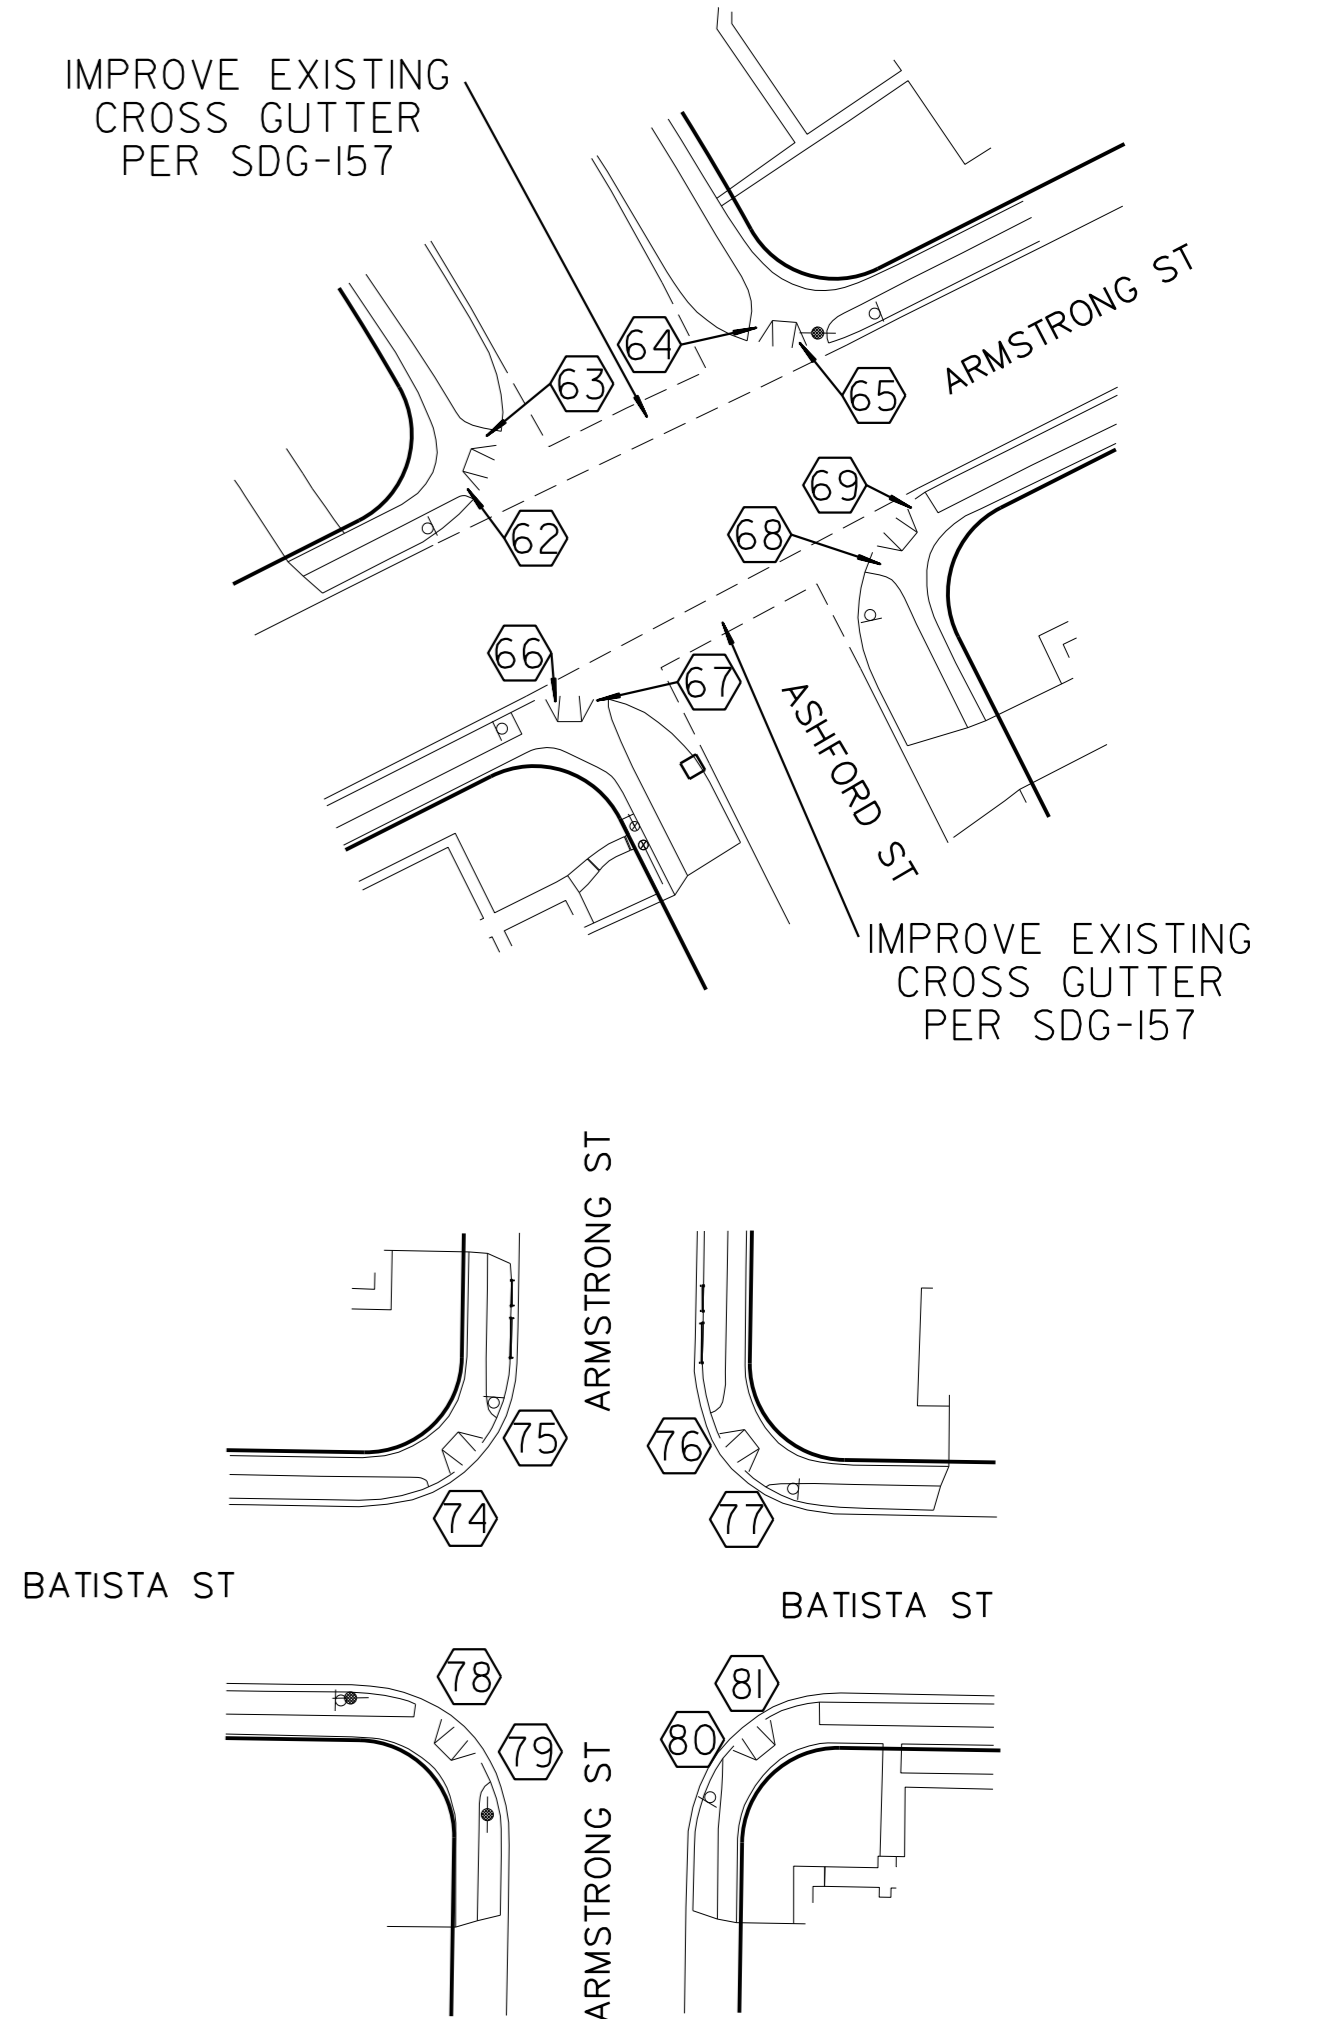 IMPROVE EXISTING
CROSS GUTTER
PER SDG-157
64
63
65
ARMSTRONG ST
69
68
62
66
67
ASHFORD ST
IMPROVE EXISTING
CROSS GUTTER
PER SDG-157
ARMSTRONG ST
75
76
74
77
BATISTA ST
BATISTA ST
78
81
79
80
ARMSTRONG ST